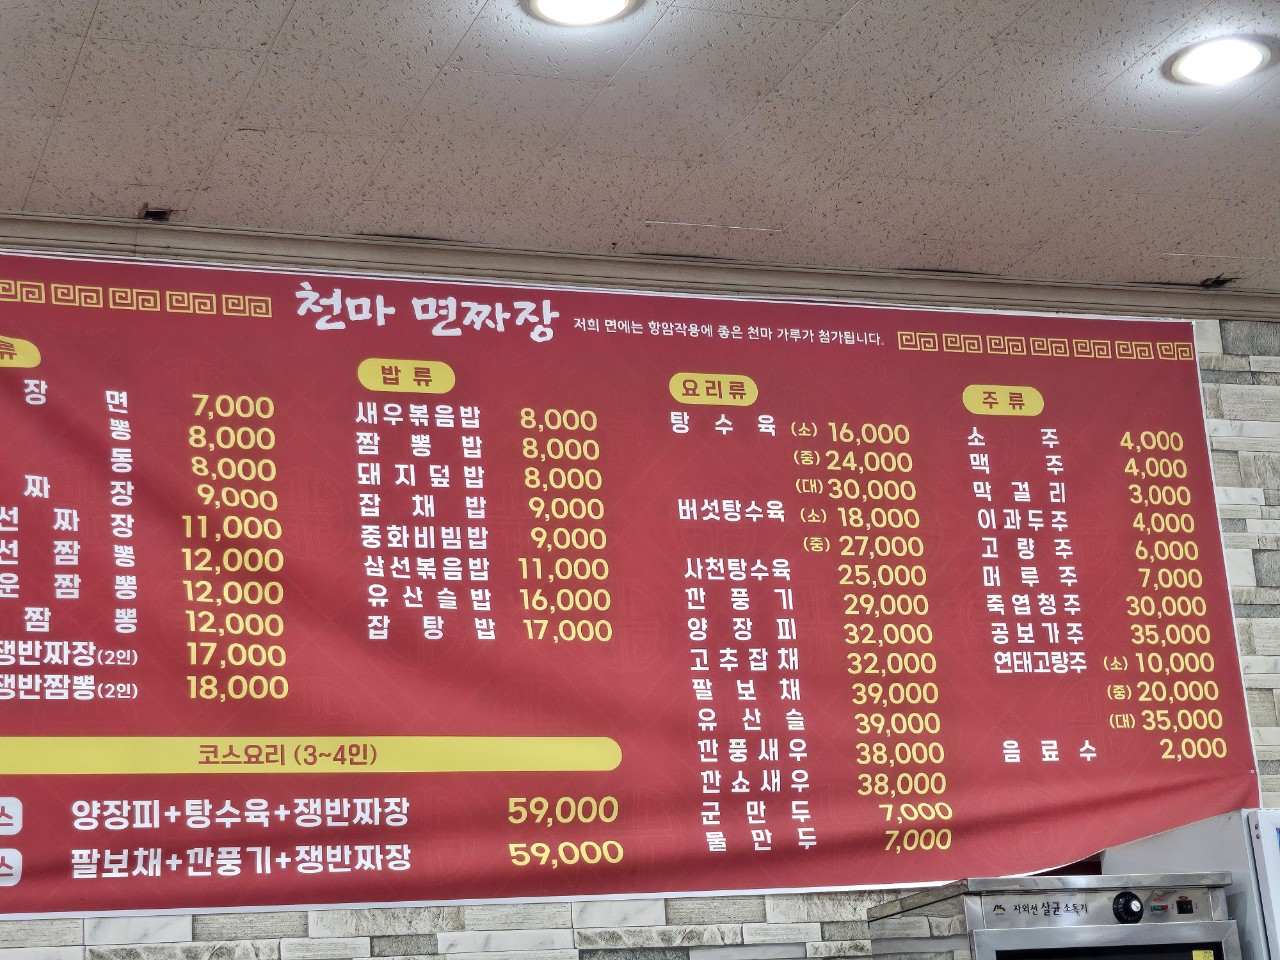 천마 면짜장 저희 면에는 항암작용에 좋은 천마 가루가 첨가됩니다.
류
장 면 7,000
뽕 8,000
동 8,000
짜 장 9,000
선 짜 장 11,000
선 짬 뽕 12,000
운 짬 뽕 12,000
짬 뽕 12,000
쟁반짜장(2인) 17,000
쟁반짬뽕(2인) 18,000
밥 류
새우볶음밥 8,000
짬 뽕 밥 8,000
돼지덮밥 8,000
잡 채 밥 9,000
중화비빔밥 9,000
삼선볶음밥 11,000
유산슬밥 16,000
잡 탕 밥 17,000
코스요리 (3~4인)
스 양장피+탕수육+쟁반짜장 59,000
스 팔보채+깐풍기+쟁반짜장 59,000
요리류
탕 수 육 (소) 16,000
(중) 24,000
(대) 30,000
버섯탕수육 (소) 18,000
(중) 27,000
사천탕수육 25,000
깐 풍 기 29,000
양 장 피 32,000
고추잡채 32,000
팔 보 채 39,000
유 산 슬 39,000
깐풍새우 38,000
깐쇼새우 38,000
군 만 두 7,000
물 만 두 7,000
주 류
소 주 4,000
맥 주 4,000
막 걸 리 3,000
이과두주 4,000
고 량 주 6,000
머 루 주 7,000
죽엽청주 30,000
공보가주 35,000
연태고량주 (소) 10,000
(중) 20,000
(대) 35,000
음 료 수 2,000
자외선 살균 소독기